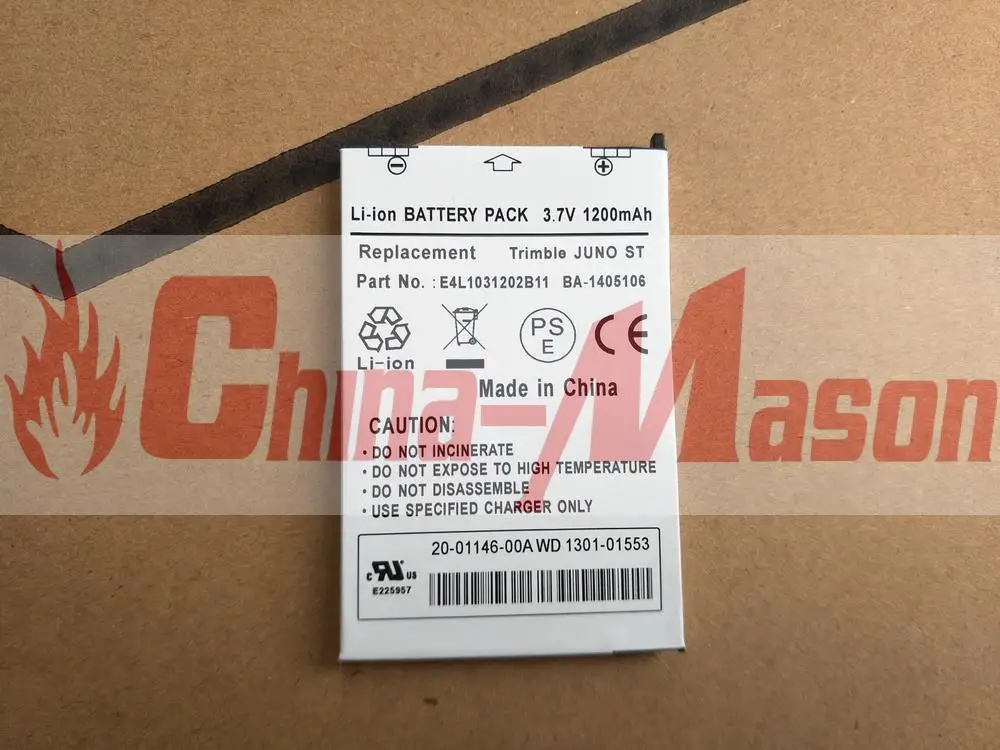 Li-ion BATTERY PACK 3.7V 1200mAh
Replacement Trimble JUNO ST
Part No. : E4L1031202B11 BA-1405106
PS
E
CE
Li-ion
Made in China
China-Mason
CAUTION:
• DO NOT INCINERATE
• DO NOT EXPOSE TO HIGH TEMPERATURE
• DO NOT DISASSEMBLE
• USE SPECIFIED CHARGER ONLY
20-01146-00A WD 1301-01553
c RU US
E225957